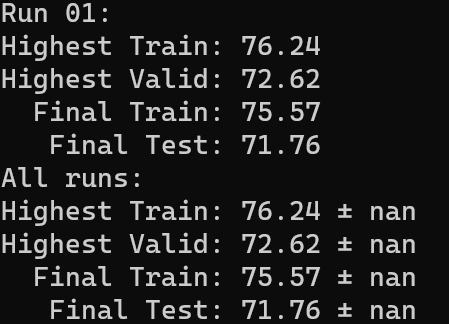 Run 01:
Highest Train: 76.24
Highest Valid: 72.62
  Final Train: 75.57
   Final Test: 71.76
All runs:
Highest Train: 76.24 ± nan
Highest Valid: 72.62 ± nan
  Final Train: 75.57 ± nan
   Final Test: 71.76 ± nan